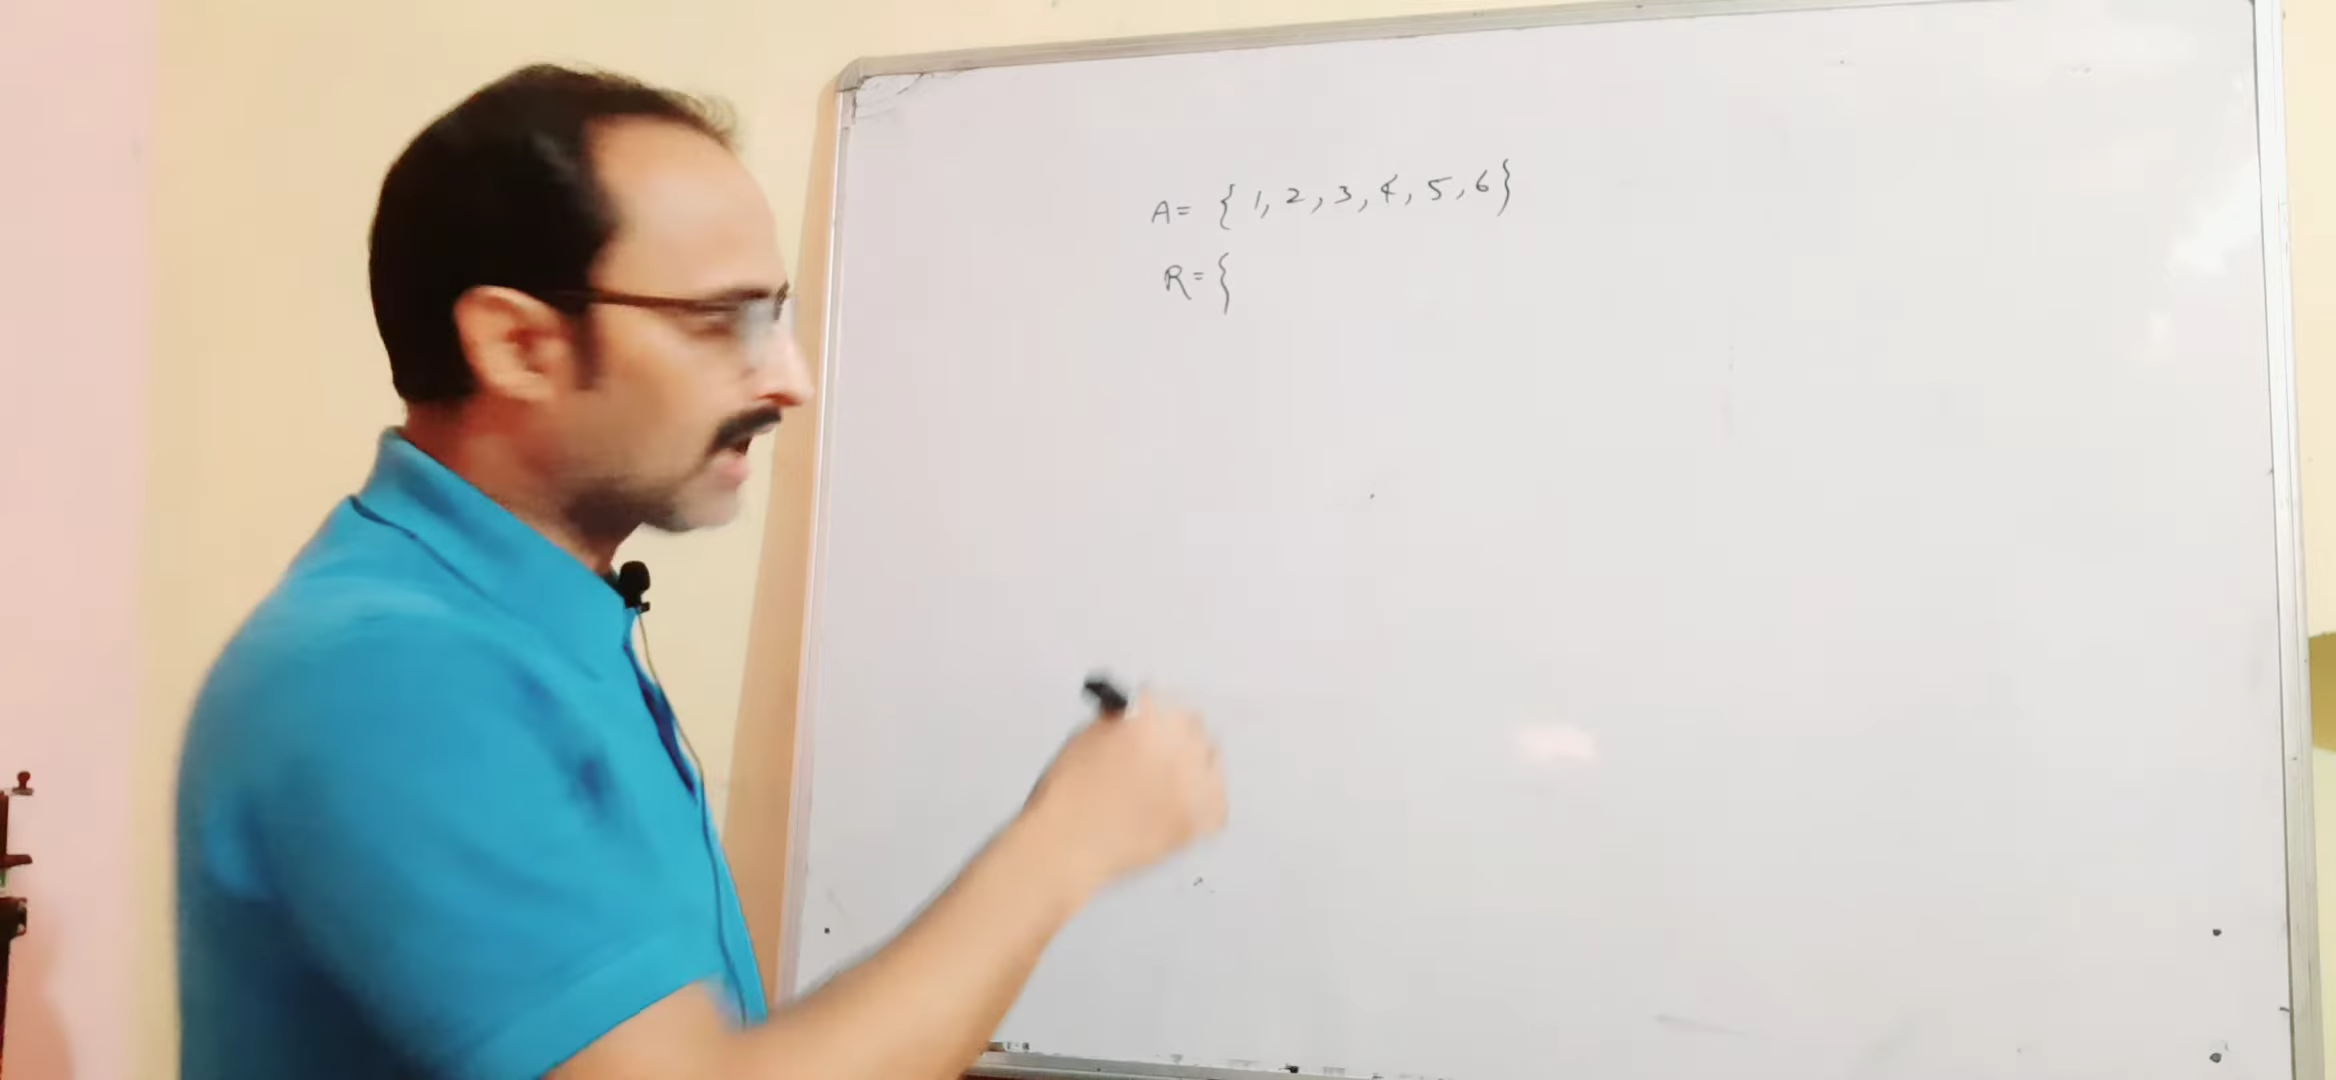 A = { 1, 2, 3, 4, 5, 6 }
R = {